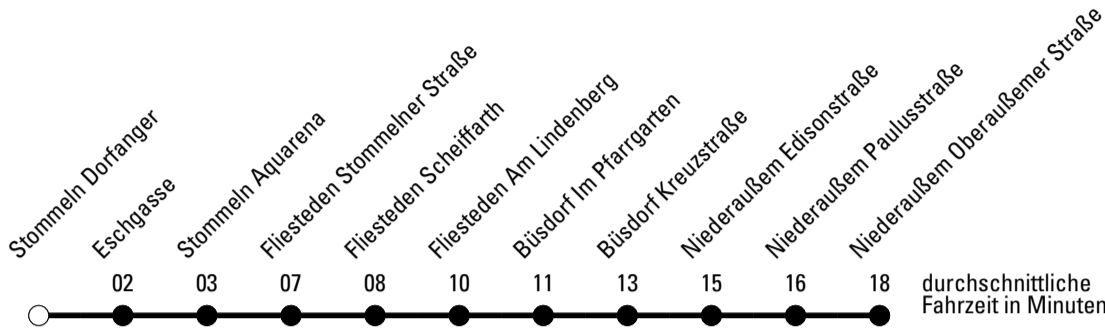 Stommeln Dorfanger
Eschgasse
Stommeln Aquarena
Fliesteden Stommelner Straße
Fliesteden Scheiffarth
Fliesteden Am Lindenberg
Büsdorf Im Pfarrgarten
Büsdorf Kreuzstraße
Niederaußem Edisonstraße
Niederaußem Paulusstraße
Niederaußem Oberaußemer Straße
02 03 07 08 10 11 13 15 16 18
durchschnittliche
Fahrzeit in Minuten